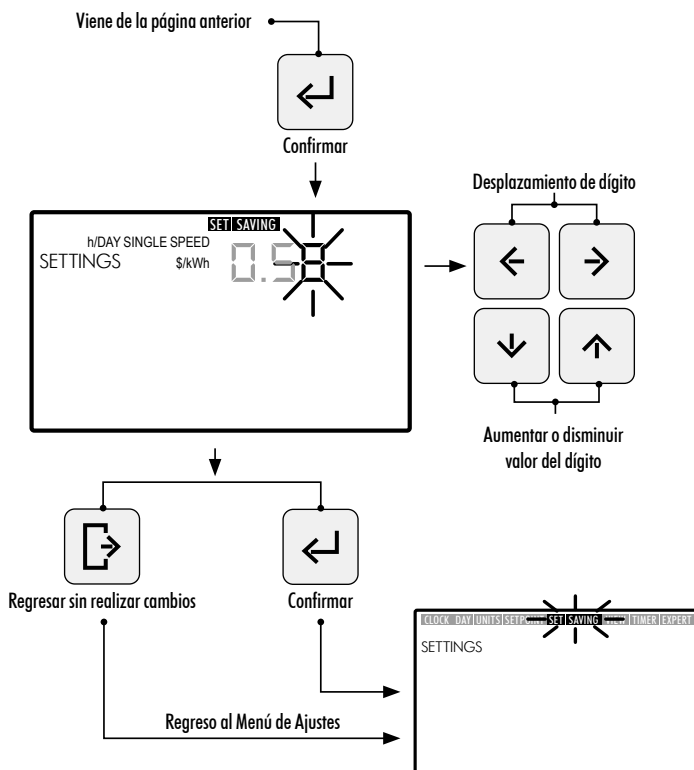 Viene de la página anterior
Confirmar
Desplazamiento de dígito
SET SAVING
h/DAY SINGLE SPEED
SETTINGS $/kWh 0.58
Aumentar o disminuir
valor del dígito
Regresar sin realizar cambios
Confirmar
CLOCK DAY UNITS SET SAVING TIMER EXPERT
SETTINGS
Regreso al Menú de Ajustes